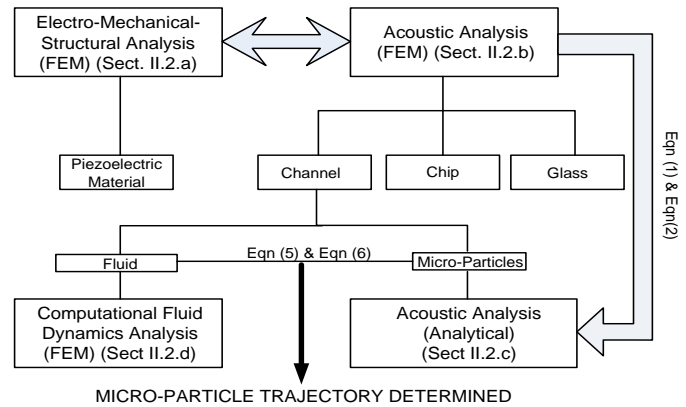 Electro-Mechanical-
Structural Analysis
(FEM) (Sect. II.2.a)
Acoustic Analysis
(FEM) (Sect. II.2.b)
Eqn (1) & Eqn(2)
Piezoelectric
Material
Channel
Chip
Glass
Fluid
Eqn (5) & Eqn (6)
Micro-Particles
Computational Fluid
Dynamics Analysis
(FEM) (Sect II.2.d)
Acoustic Analysis
(Analytical)
(Sect II.2.c)
MICRO-PARTICLE TRAJECTORY DETERMINED